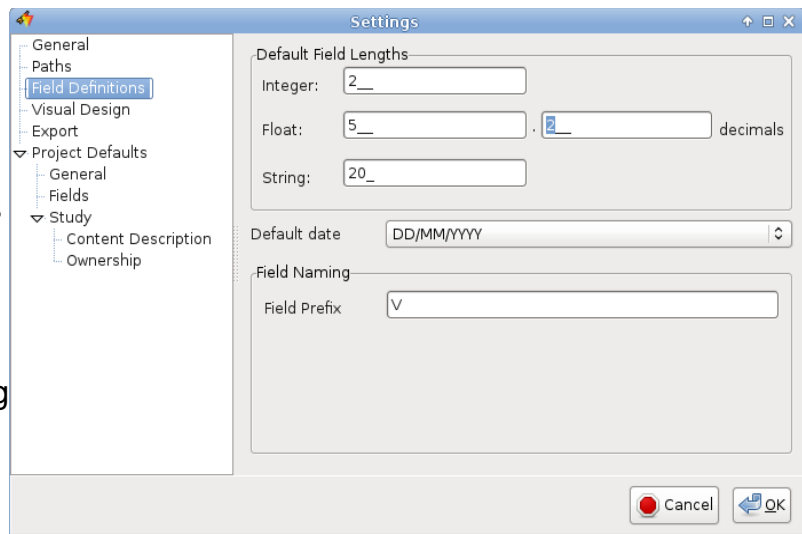 Settings
General
Paths
Field Definitions
Visual Design
Export
Project Defaults
General
Fields
Study
Content Description
Ownership
Default Field Lengths
Integer: 2__
Float: 5__ . 2__ decimals
String: 20_
Default date DD/MM/YYYY
Field Naming
Field Prefix V
g
Cancel OK